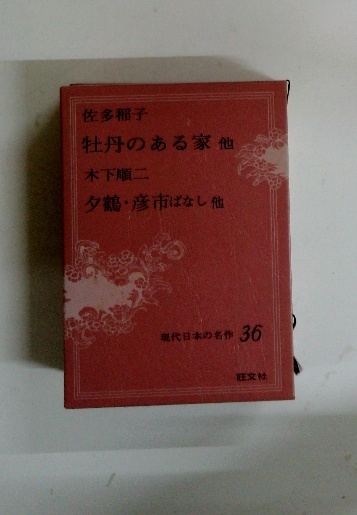 佐多稲子
牡丹のある家 他
木下順二
夕鶴・彦市ばなし 他
現代日本の名作 36
旺文社